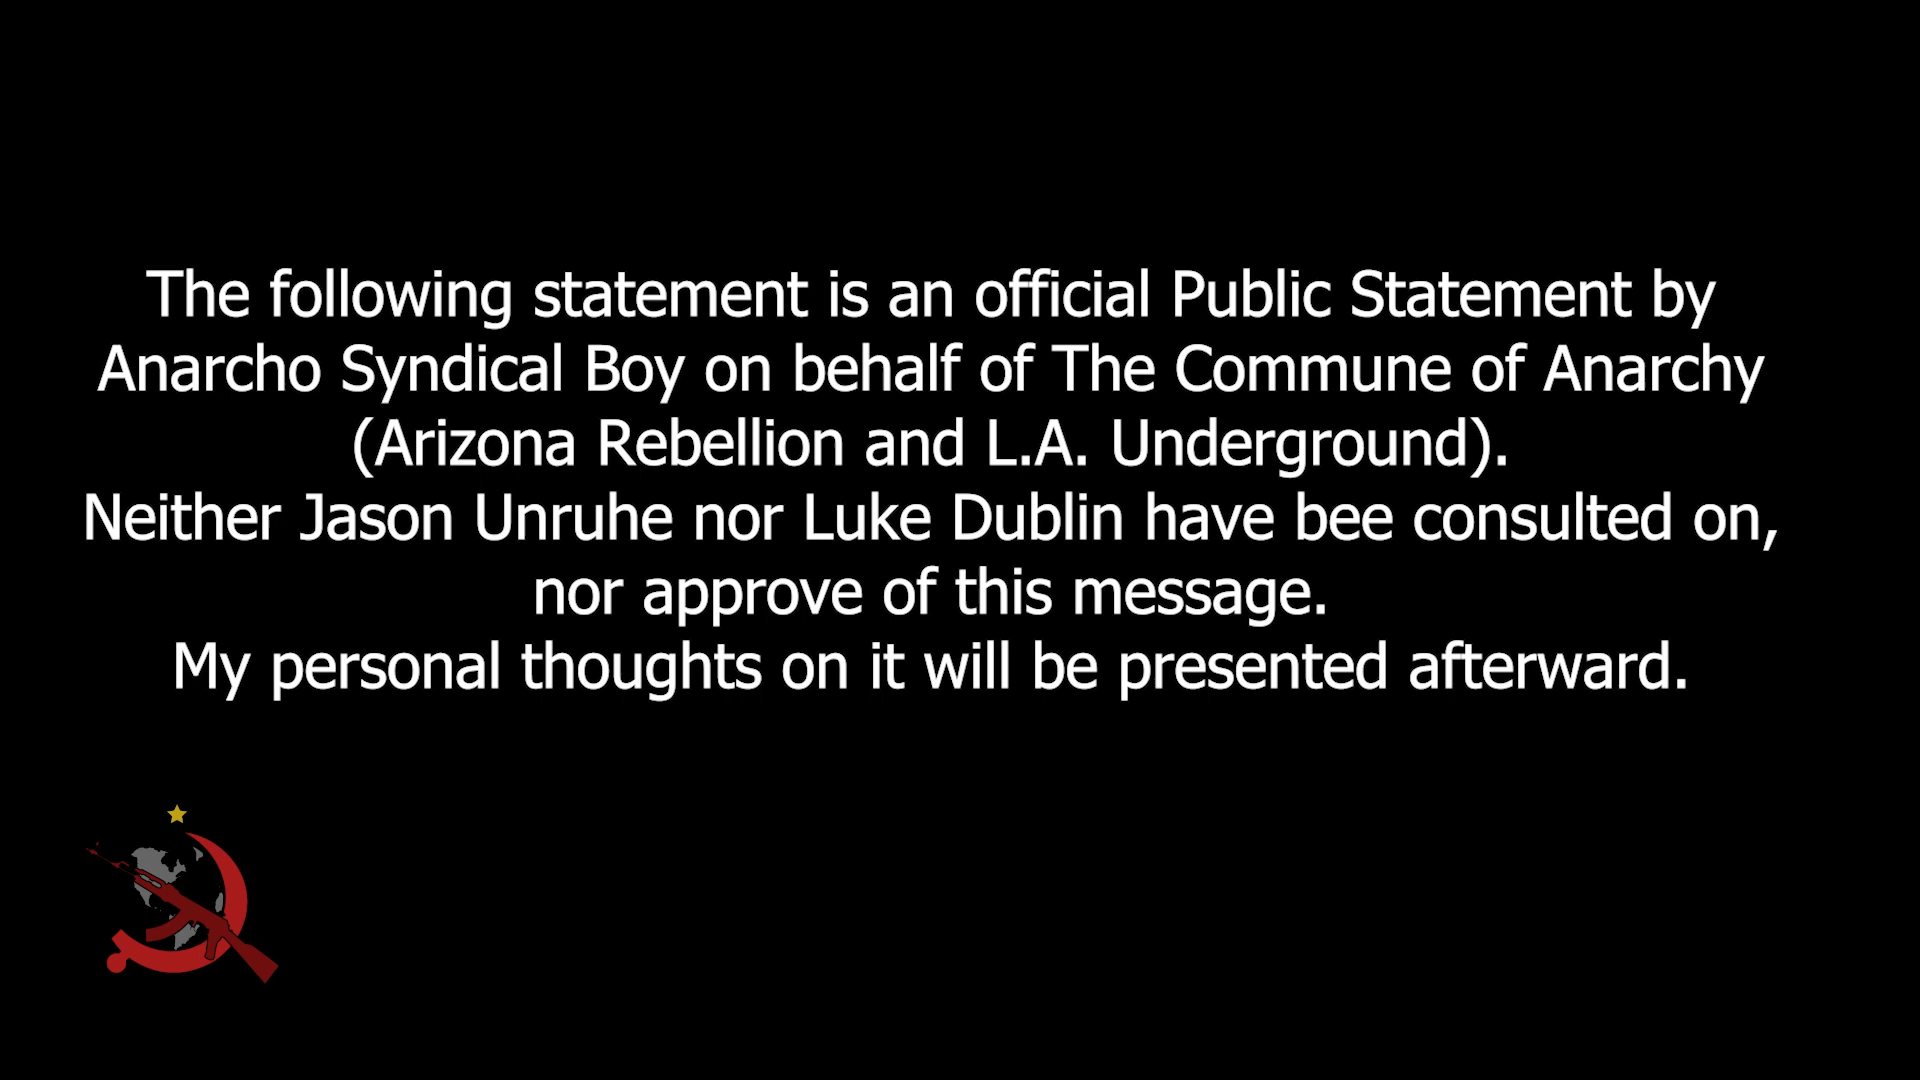 The following statement is an official Public Statement by
Anarcho Syndical Boy on behalf of The Commune of Anarchy
(Arizona Rebellion and L.A. Underground).
Neither Jason Unruhe nor Luke Dublin have bee consulted on,
nor approve of this message.
My personal thoughts on it will be presented afterward.